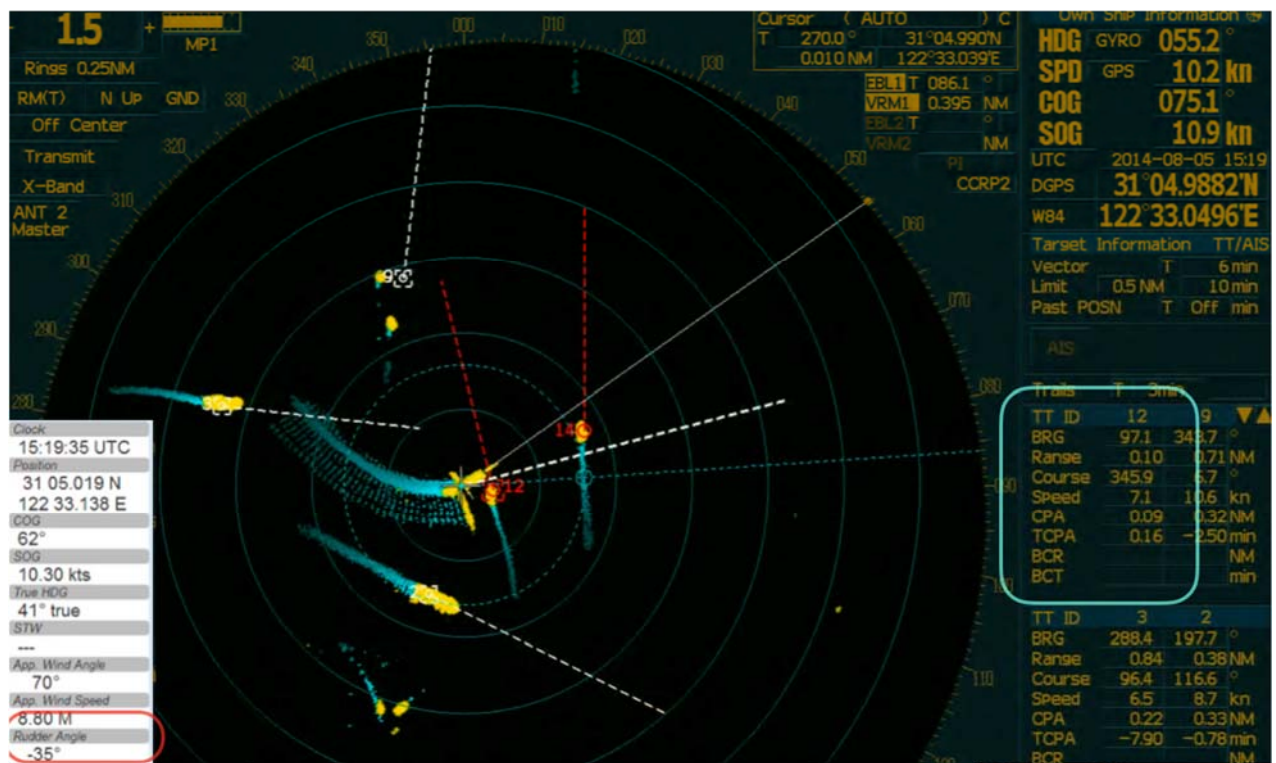 1.5 +
MP1
Rings 0.25NM
RM(T) N Up GND
Off Center
Transmit
X-Band
ANT 2
Master
280
290
300
310
320
330
340
350
000
010
020
030
040
050
060
070
080
090
110
Cursor ( AUTO ) C
T 270.0° 31°04.990'N
0.010 NM 122°33.039'E
EBL1 T 086.1 °
VRM1 0.395 NM
EBL2 T °
VRM2 NM
PI
CCRP2
Own Ship Information
HDG GYRO 055.2°
SPD GPS 10.2 kn
COG 075.1°
SOG 10.9 kn
UTC 2014-08-05 15:19
DGPS 31°04.9882'N
W84 122°33.0496'E
Target Information TT/AIS
Vector T 6 min
Limit 0.5 NM 10 min
Past POSN T Off min
AIS
Trails T 3min
TT ID 12 9
BRG 97.1 343.7 °
Range 0.10 0.71 NM
Course 345.9 6.7 °
Speed 7.1 10.6 kn
CPA 0.09 0.32 NM
TCPA 0.16 -2.50 min
BCR NM
BCT min
TT ID 3 2
BRG 288.4 197.7 °
Range 0.84 0.38 NM
Course 96.4 116.6 °
Speed 6.5 8.7 kn
CPA 0.22 0.33 NM
TCPA -7.90 -0.78 min
BCR NM
9
14
12
Clock
15:19:35 UTC
Position
31 05.019 N
122 33.138 E
COG
62°
SOG
10.30 kts
True HDG
41° true
STW
---
App. Wind Angle
70°
App. Wind Speed
8.80 M
Rudder Angle
-35°